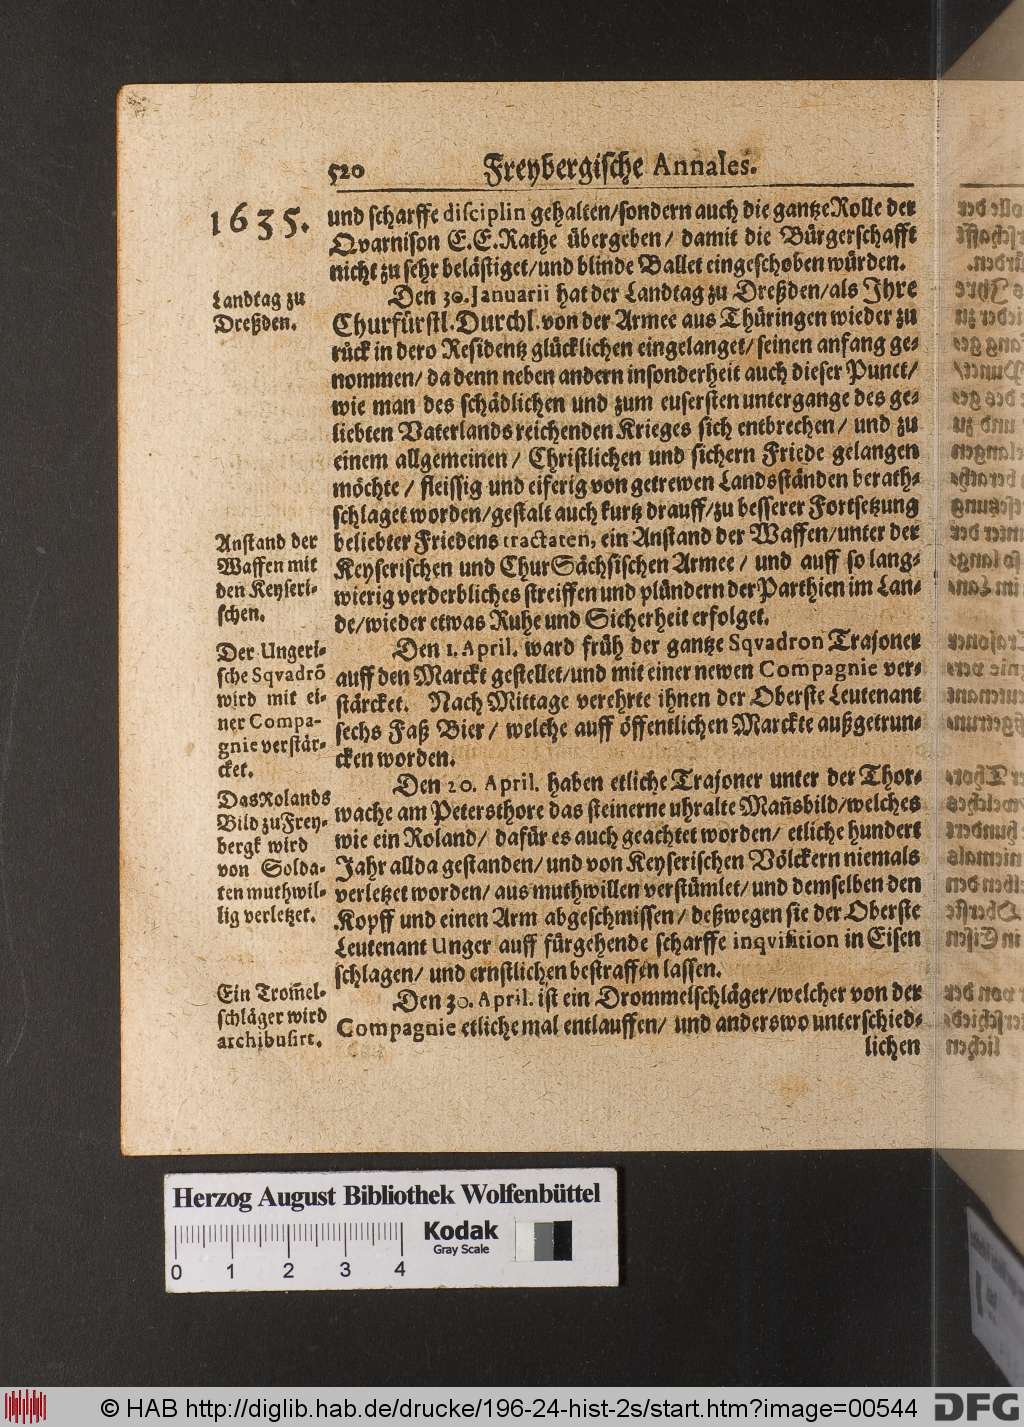 520 Freybergische Annales.
1635.
und scharffe disciplin gehalten/sondern auch die gantze Rolle der
Qvarnison E.E.Rathe übergeben/ damit die Bürgerschafft
nicht zu sehr belästiget/und blinde Ballet eingeschoben würden.
Landtag zu
Dreßden.
Den 30.Januarii hat der Landtag zu Dreßden/als Ihre
Churfürstl.Durchl.von der Armee aus Thüringen wieder zu
rück in dero Residentz glücklichen eingelanget/ seinen anfang ge-
nommen/ da denn neben andern insonderheit auch dieser Punct/
wie man des schädlichen und zum eusersten untergange des ge-
liebten Vaterlands reichenden Krieges sich entbrechen/ und zu
einem allgemeinen/ Christlichen und sichern Friede gelangen
möchte/ fleissig und eiferig von getrewen Landsständen berath-
schlaget worden/gestalt auch kurtz drauff/zu besserer Fortsetzung
Anstand der
Waffen mit
den Keyseri-
schen.
beliebter Friedens tractaten, ein Anstand der Waffen/unter der
Keyserischen und ChurSächsischen Armee/ und auff so lang-
wierig verderbliches streiffen und plündern der Parthien im Lan-
de/wieder etwas Ruhe und Sicherheit erfolget.
Der Ungeri-
sche Sqvadrõ
wird mit ei-
ner Compa-
gnie verstär-
cket.
Den 1. April. ward früh der gantze Sqvadron Trajoner
auff den Marckt gestellet/und mit einer newen Compagnie ver-
stärcket. Nach Mittage verehrte ihnen der Oberste Leutenant
sechs Faß Bier/ welche auff öffentlichen Marckte außgetrun-
cken worden.
Das Rolands
Bild zu Frey-
bergk wird
von Solda-
ten muthwil-
lig verletzet.
Den 20. April. haben etliche Trajoner unter der Thor-
wache am Petersthore das steinerne uhralte Mañsbild/welches
wie ein Roland/ dafür es auch geachtet worden/ etliche hundert
Jahr allda gestanden/ und von Keyserischen Völckern niemals
verletzet worden/ aus muthwillen verstümlet/ und demselben den
Kopff und einen Arm abgeschmissen/ deßwegen sie der Oberste
Leutenant Unger auff fürgehende scharffe inqvisition in Eisen
schlagen/ und ernstlichen bestraffen lassen.
Ein Trom̃el-
schläger wird
archibusirt.
Den 30. April. ist ein Drommelschläger/welcher von der
Compagnie etliche mal entlauffen/ und anderswo unterschied-
lichen
Herzog August Bibliothek Wolfenbüttel
Kodak
Gray Scale
0 1 2 3 4
© HAB http://diglib.hab.de/drucke/196-24-hist-2s/start.htm?image=00544
DFG